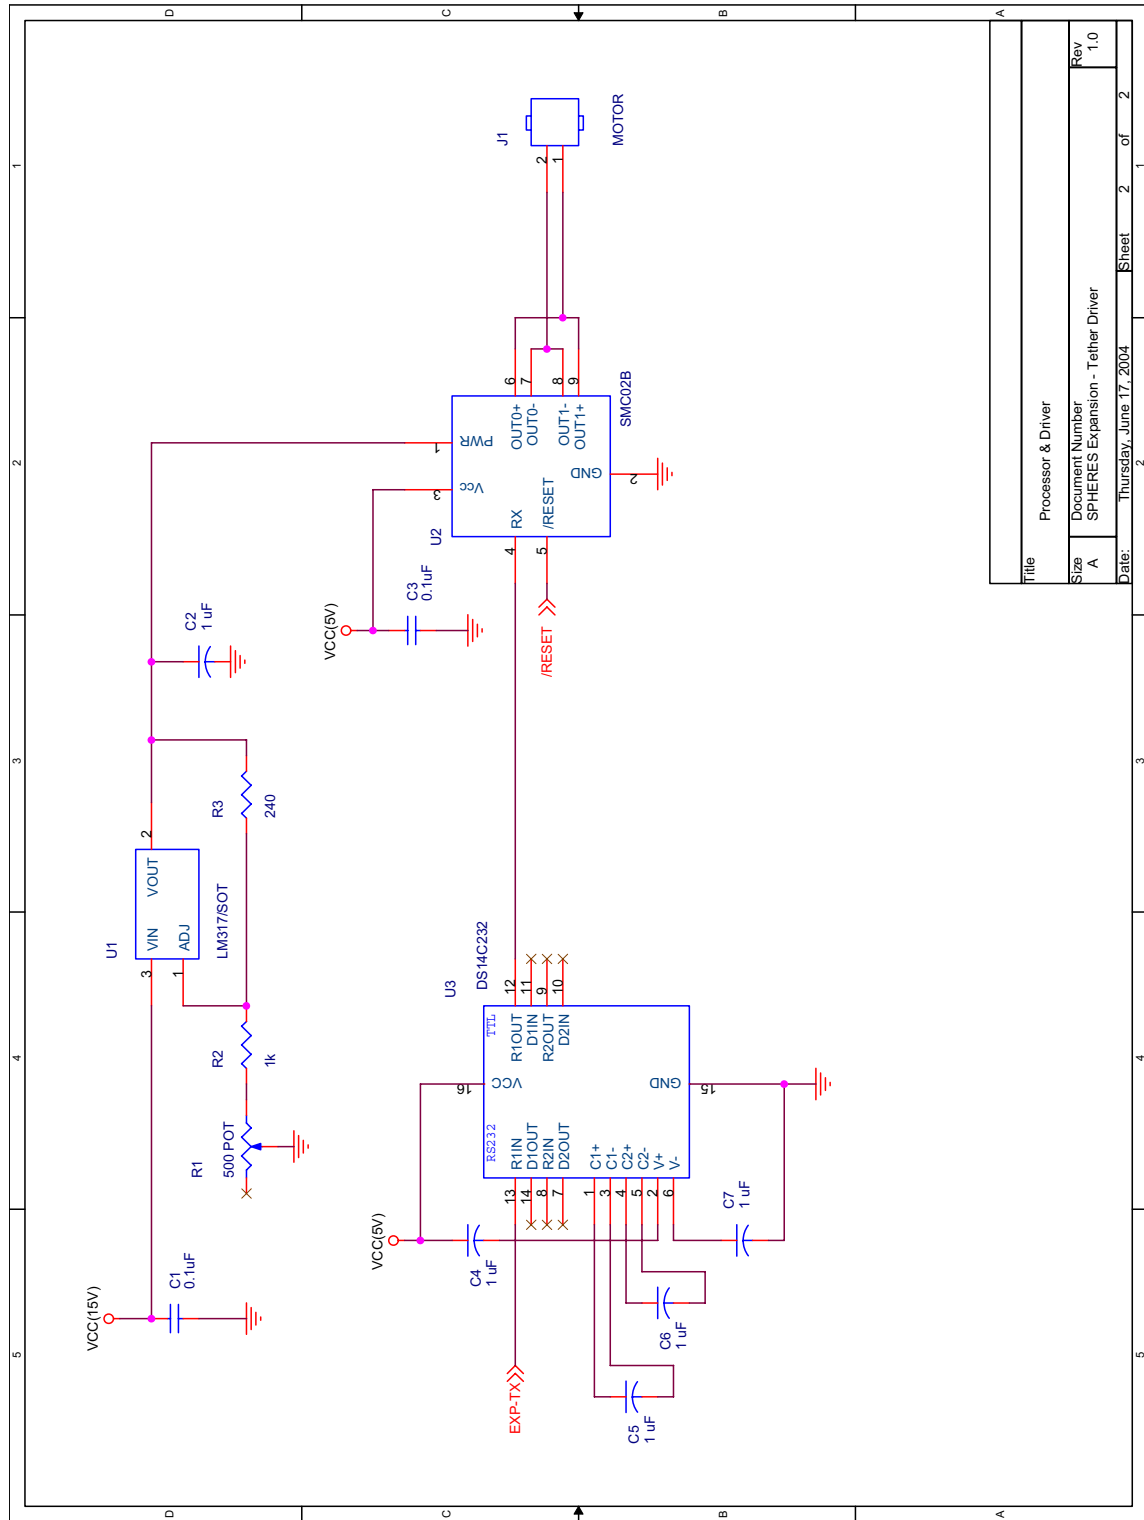 5
4
3
2
1
D
D
C
C
B
B
A
A
VCC(15V)
C1
0.1uF
R1
500 POT
R2
1k
U1
3
VIN
VOUT
2
1
ADJ
LM317/SOT
R3
240
C2
1 uF
VCC(5V)
C3
0.1uF
VCC(5V)
C4
1 uF
EXP-TX
C5
1 uF
C6
1 uF
C7
1 uF
U3
DS14C232
RS232
TTL
16
VCC
13
R1IN
R1OUT
12
14
D1OUT
D1IN
11
8
R2IN
R2OUT
9
7
D2OUT
D2IN
10
1
C1+
3
C1-
4
C2+
5
C2-
2
V+
6
V-
GND
15
/RESET
U2
3
Vcc
1
PWR
4
RX
5
/RESET
OUT0+
6
OUT0-
7
OUT1-
8
OUT1+
9
GND
2
SMC02B
J1
2
1
MOTOR
Title
Processor & Driver
Size
Document Number
Rev
A
SPHERES Expansion - Tether Driver
1.0
Date:
Thursday, June 17, 2004
Sheet
2
of
2
5
4
3
2
1